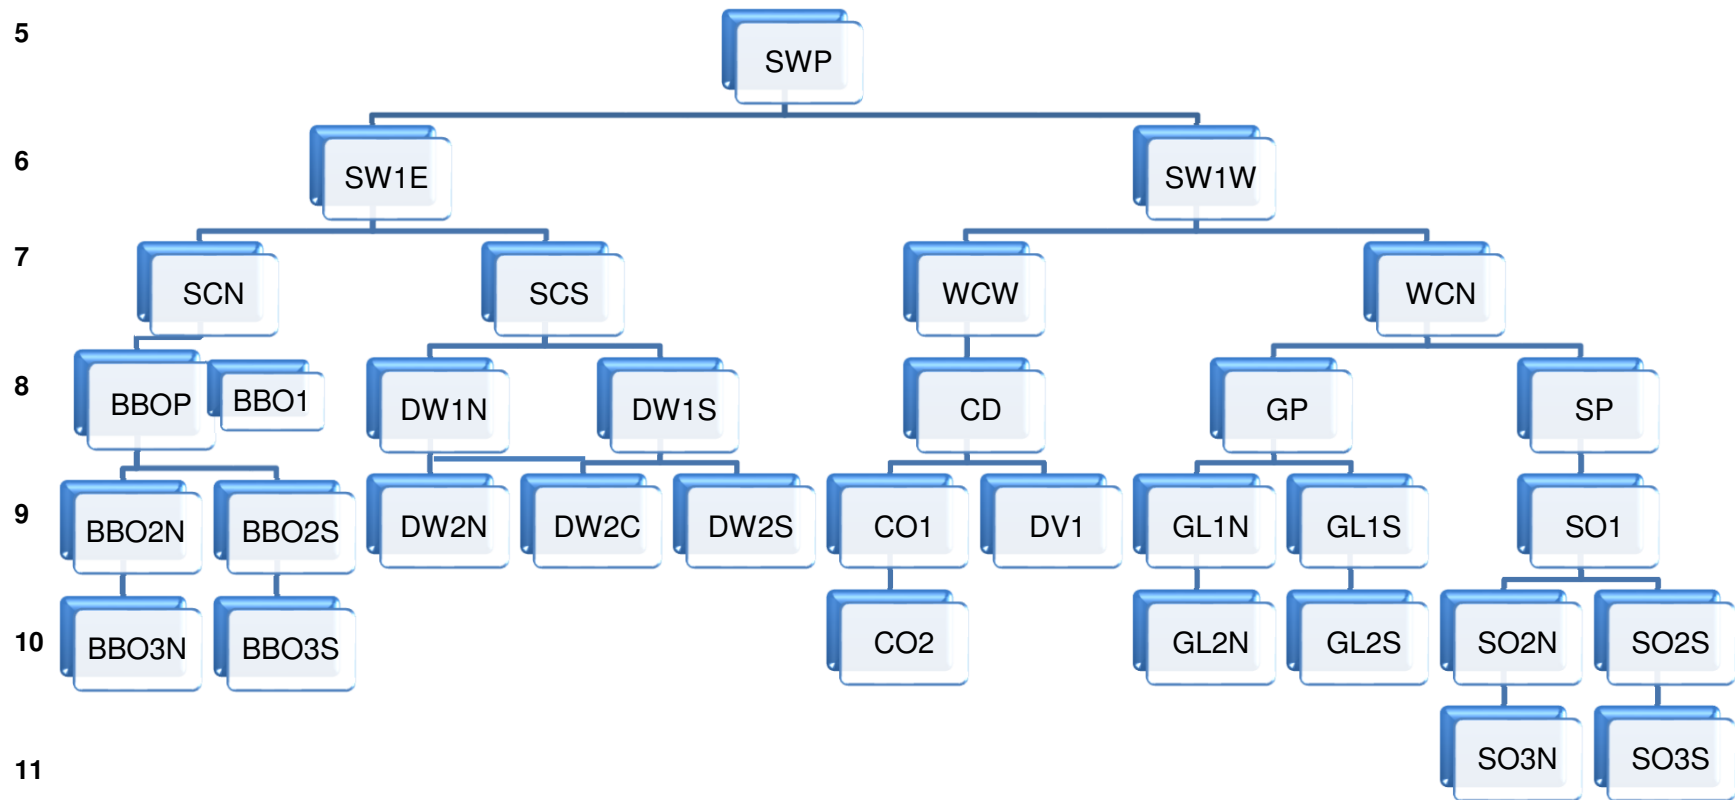 5
SWP
6
SW1E SW1W
7
SCN SCS WCW WCN
8
BBOP BBO1 DW1N DW1S CD GP SP
9
BBO2N BBO2S DW2N DW2C DW2S CO1 DV1 GL1N GL1S SO1
10
BBO3N BBO3S CO2 GL2N GL2S SO2N SO2S
11
SO3N SO3S